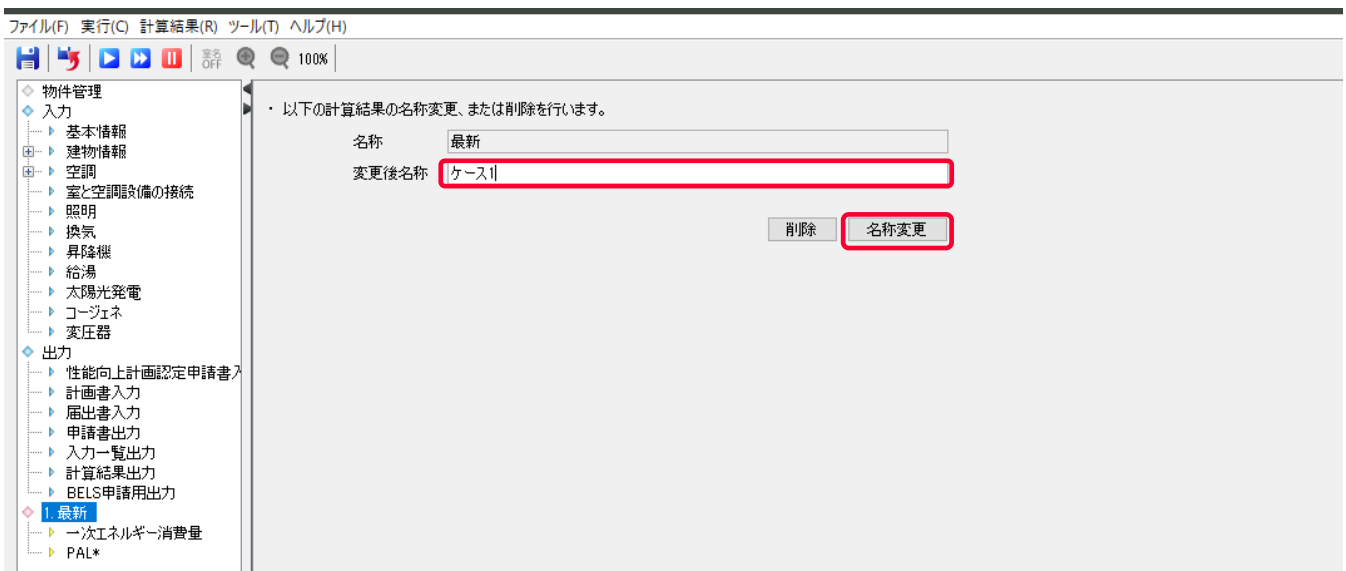 ファイル(F) 実行(C) 計算結果(R) ツール(T) ヘルプ(H)
室名 OFF 100%
物件管理
入力
基本情報
建物情報
空調
室と空調設備の接続
照明
換気
昇降機
給湯
太陽光発電
コージェネ
変圧器
出力
性能向上計画認定申請書入
計画書入力
届出書入力
申請書出力
入力一覧出力
計算結果出力
BELS申請用出力
1.最新
一次エネルギー消費量
PAL*
・ 以下の計算結果の名称変更、または削除を行います。
名称 最新
変更後名称 ケース1
削除 名称変更